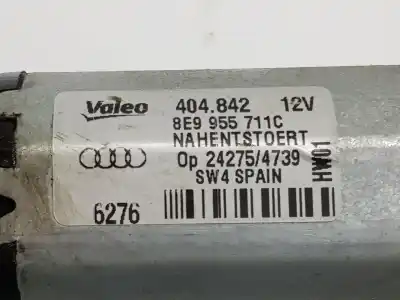 Valeo 404.842 12V
8E9 955 711C
NAHENTSTOERT
Op 24275/4739
SW4 SPAIN
HW01
6276